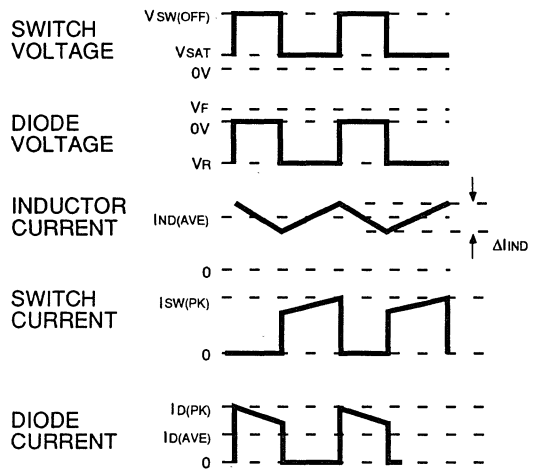 SWITCH
VOLTAGE
VSW(OFF)
VSAT
0V
DIODE
VOLTAGE
VF
0V
VR
INDUCTOR
CURRENT
IND(AVE)
ΔIIND
0
SWITCH
CURRENT
ISW(PK)
0
DIODE
CURRENT
ID(PK)
ID(AVE)
0